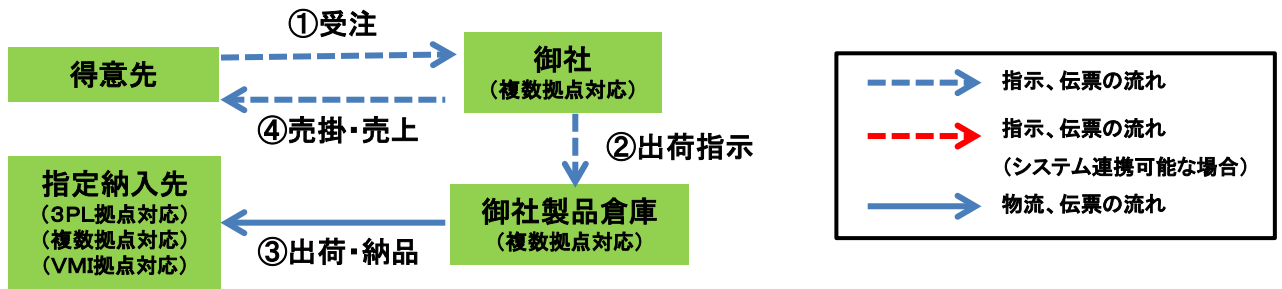 ①受注
得意先
御社
(複数拠点対応)
④売掛・売上
②出荷指示
指定納入先
(3PL拠点対応)
(複数拠点対応)
(VMI拠点対応)
御社製品倉庫
(複数拠点対応)
③出荷・納品
指示、伝票の流れ
指示、伝票の流れ
(システム連携可能な場合)
物流、伝票の流れ